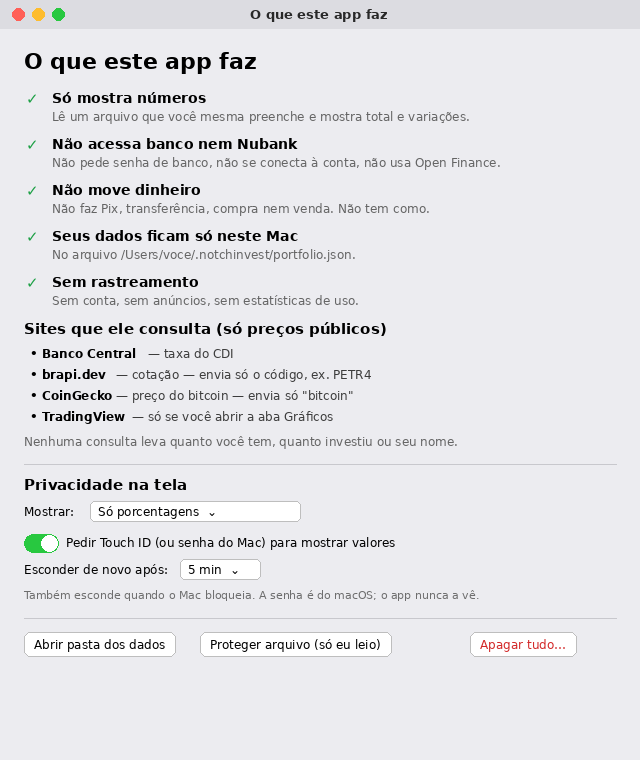 O que este app faz
O que este app faz
✓ Só mostra números
Lê um arquivo que você mesma preenche e mostra total e variações.
✓ Não acessa banco nem Nubank
Não pede senha de banco, não se conecta à conta, não usa Open Finance.
✓ Não move dinheiro
Não faz Pix, transferência, compra nem venda. Não tem como.
✓ Seus dados ficam só neste Mac
No arquivo /Users/voce/.notchinvest/portfolio.json.
✓ Sem rastreamento
Sem conta, sem anúncios, sem estatísticas de uso.
Sites que ele consulta (só preços públicos)
• Banco Central — taxa do CDI
• brapi.dev — cotação — envia só o código, ex. PETR4
• CoinGecko — preço do bitcoin — envia só "bitcoin"
• TradingView — só se você abrir a aba Gráficos
Nenhuma consulta leva quanto você tem, quanto investiu ou seu nome.
Privacidade na tela
Mostrar: Só porcentagens ⌄
Pedir Touch ID (ou senha do Mac) para mostrar valores
Esconder de novo após: 5 min ⌄
Também esconde quando o Mac bloqueia. A senha é do macOS; o app nunca a vê.
Abrir pasta dos dados Proteger arquivo (só eu leio) Apagar tudo…